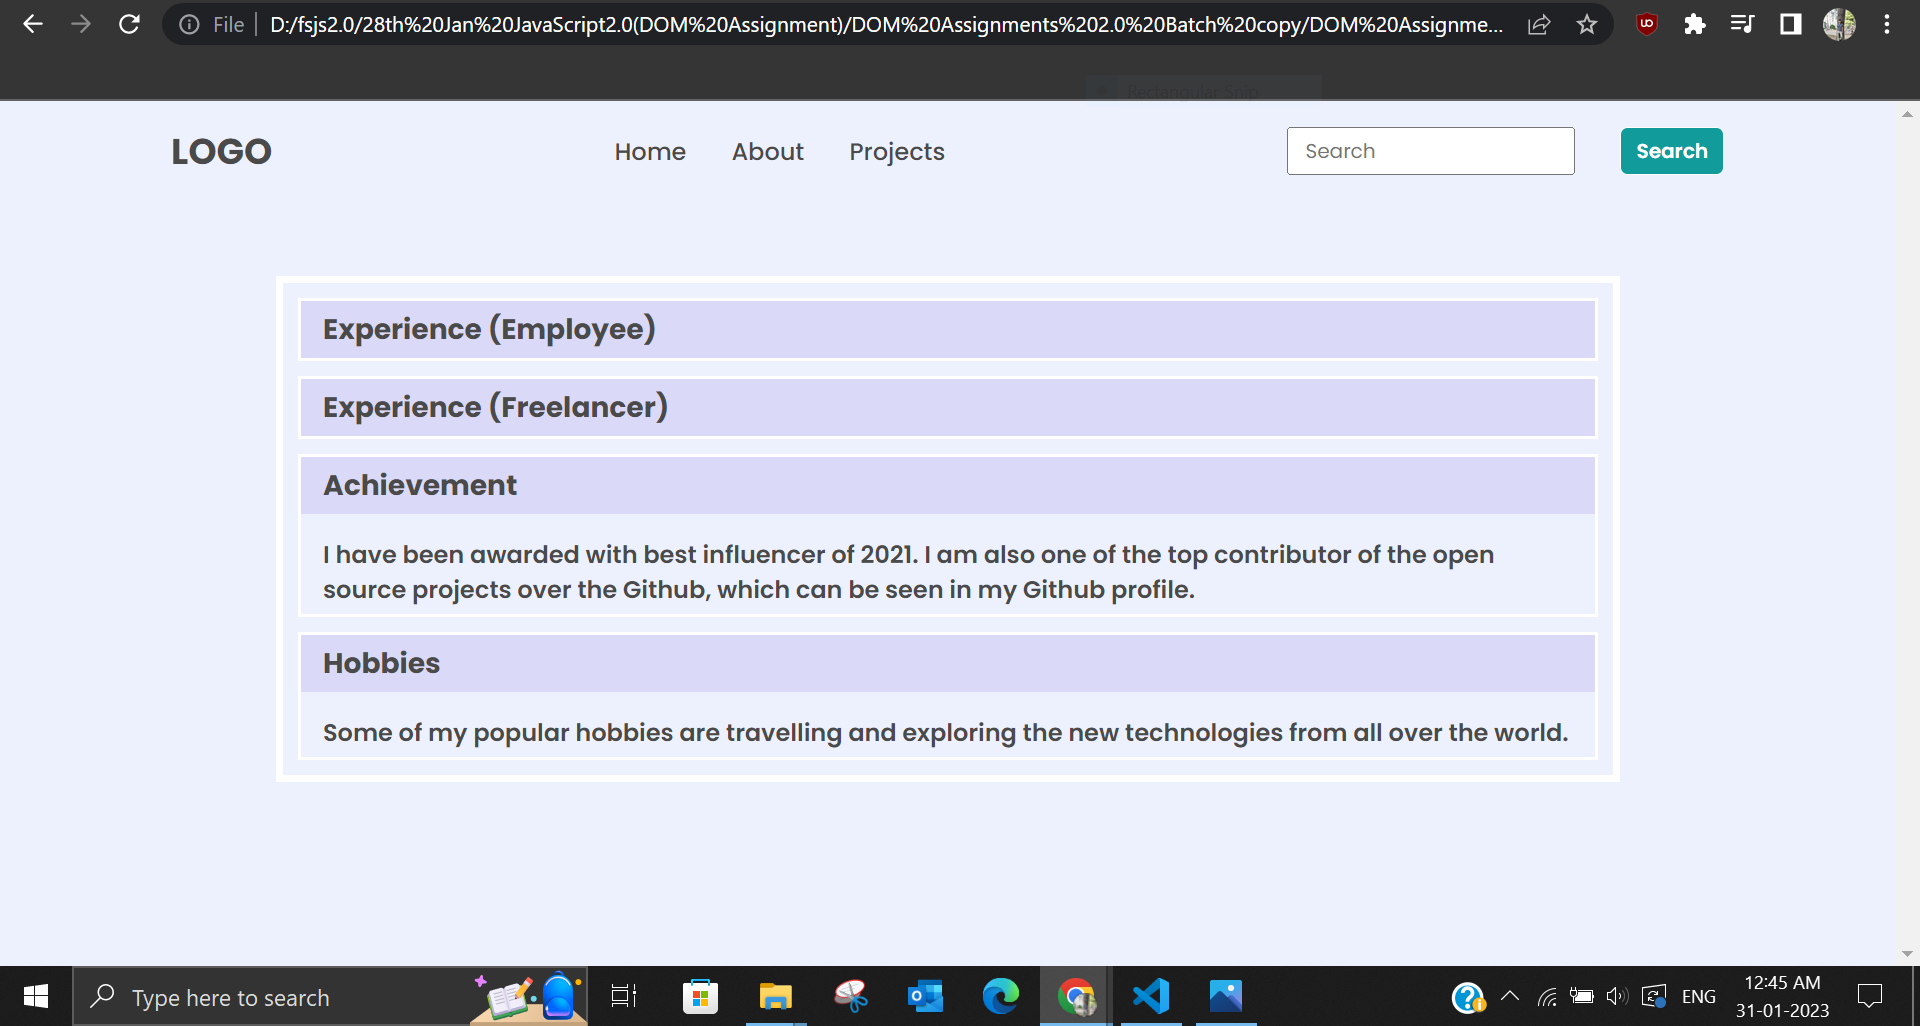 File D:/fsjs2.0/28th%20Jan%20JavaScript2.0(DOM%20Assignment)/DOM%20Assignments%202.0%20Batch%20copy/DOM%20Assignme...
Rectangular Snip
LOGO Home About Projects Search Search
Experience (Employee)
Experience (Freelancer)
Achievement
I have been awarded with best influencer of 2021. I am also one of the top contributor of the open
source projects over the Github, which can be seen in my Github profile.
Hobbies
Some of my popular hobbies are travelling and exploring the new technologies from all over the world.
Type here to search
ENG
12:45 AM
31-01-2023